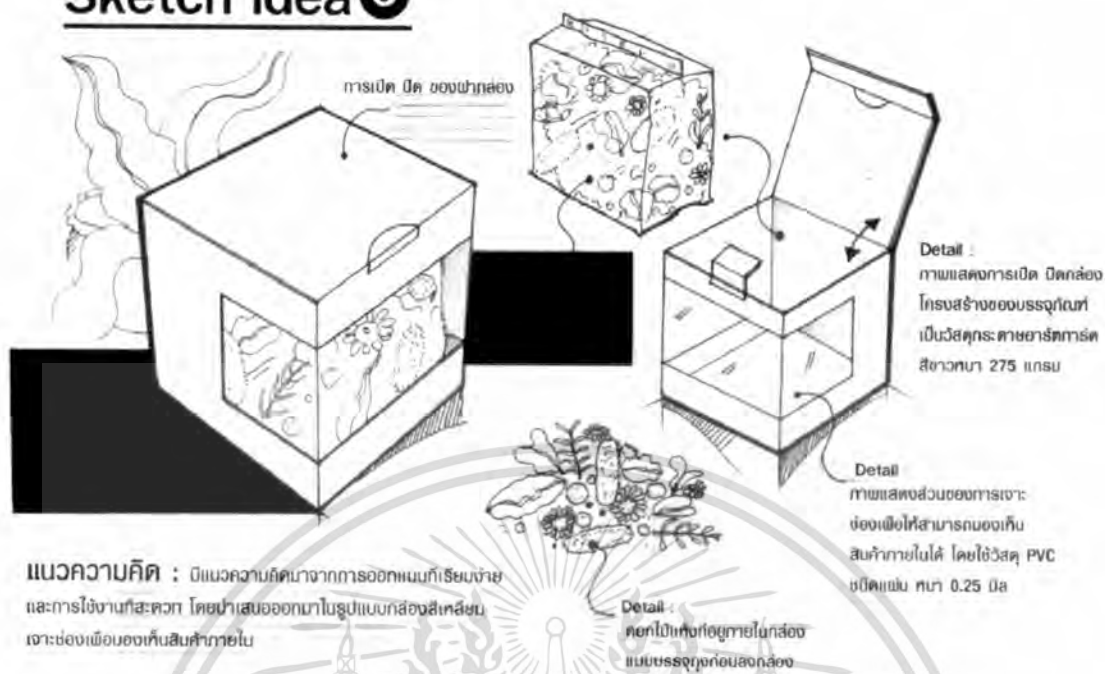 Sketch Idea
การเปิด ปิด ของฝากล่อง
Detail :
ภาพแสดงการเปิด ปิดกล่อง
โครงสร้างของบรรจุภัณฑ์
เป็นวัสดุกระดาษอาร์ตการ์ด
สีขาวหนา 275 แกรม
Detail
ภาพแสดงส่วนของการเจาะ
ช่องเพื่อให้สามารถมองเห็น
สินค้าภายในได้ โดยใช้วัสดุ PVC
ชนิดแผ่น หนา 0.25 มิล
แนวความคิด : มีแนวความคิดมาจากการออกแบบที่เรียบง่าย
และการใช้งานที่สะดวก โดยนำเสนอออกมาในรูปแบบกล่องสี่เหลี่ยม
เจาะช่องเพื่อมองเห็นสินค้าภายใน
Detail :
ดอกไม้แห้งที่อยู่ภายในกล่อง
แบบบรรจุถุงก่อนลงกล่อง